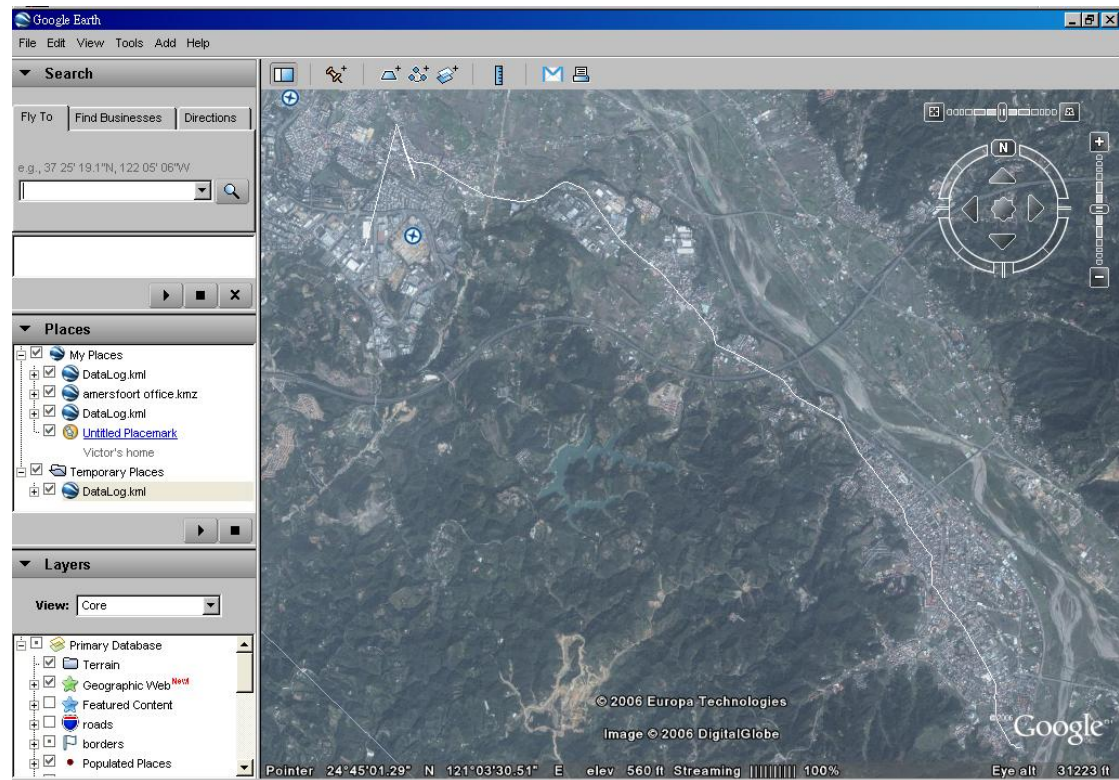 Google Earth
File Edit View Tools Add Help
Search
Fly To Find Businesses Directions
e.g., 37 25' 19.1"N, 122 05' 06"W
Places
My Places
DataLog.kml
amersfoort office.kmz
DataLog.kml
Untitled Placemark
Victor's home
Temporary Places
DataLog.kml
Layers
View: Core
Primary Database
Terrain
Geographic Web New!
Featured Content
roads
borders
Populated Places
N
© 2006 Europa Technologies
Image © 2006 DigitalGlobe
© 2006 Google
Pointer 24°45'01.29" N 121°03'30.51" E elev 560 ft Streaming ||||||||| 100% Eye alt 31223 ft